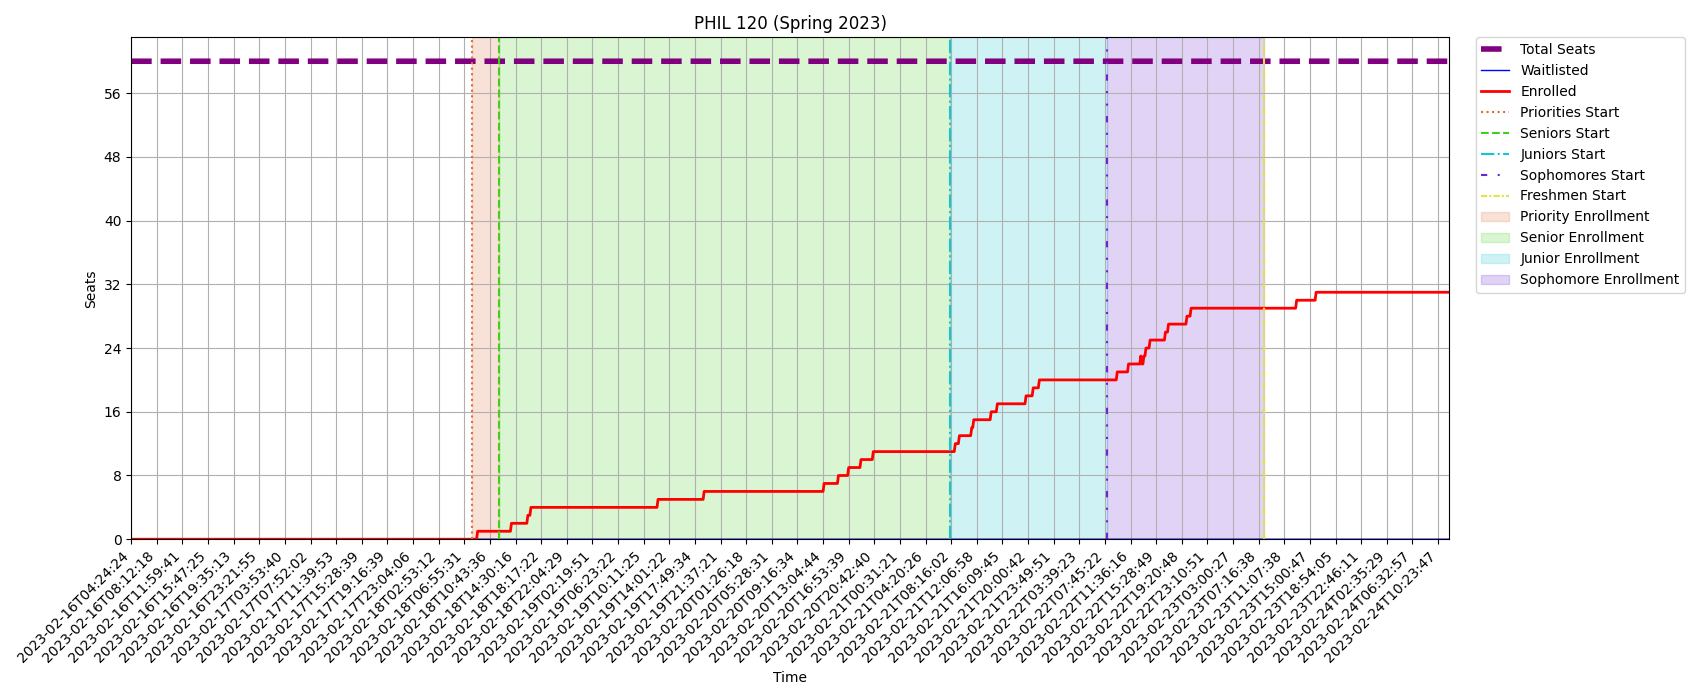 PHIL 120 (Spring 2023)
Seats
56
48
40
32
24
16
8
0
2023-02-16T04:24:24
2023-02-16T08:12:18
2023-02-16T11:59:41
2023-02-16T15:47:25
2023-02-16T19:35:13
2023-02-16T23:21:55
2023-02-17T03:53:40
2023-02-17T07:52:02
2023-02-17T11:39:53
2023-02-17T15:28:39
2023-02-17T19:16:39
2023-02-17T23:04:06
2023-02-18T02:53:12
2023-02-18T06:55:31
2023-02-18T10:43:36
2023-02-18T14:30:16
2023-02-18T18:17:22
2023-02-18T22:04:29
2023-02-19T02:19:51
2023-02-19T06:23:22
2023-02-19T10:11:25
2023-02-19T14:01:22
2023-02-19T17:49:34
2023-02-19T21:37:21
2023-02-20T01:26:18
2023-02-20T05:28:31
2023-02-20T09:16:34
2023-02-20T13:04:44
2023-02-20T16:53:39
2023-02-20T20:42:40
2023-02-21T00:31:21
2023-02-21T04:20:26
2023-02-21T08:16:02
2023-02-21T12:06:58
2023-02-21T16:09:45
2023-02-21T20:00:42
2023-02-21T23:49:51
2023-02-22T03:39:23
2023-02-22T07:45:22
2023-02-22T11:36:16
2023-02-22T15:28:49
2023-02-22T19:20:48
2023-02-22T23:10:51
2023-02-23T03:00:27
2023-02-23T07:16:38
2023-02-23T11:07:38
2023-02-23T15:00:47
2023-02-23T18:54:05
2023-02-23T22:46:11
2023-02-24T02:35:29
2023-02-24T06:32:57
2023-02-24T10:23:47
Time
Total Seats
Waitlisted
Enrolled
Priorities Start
Seniors Start
Juniors Start
Sophomores Start
Freshmen Start
Priority Enrollment
Senior Enrollment
Junior Enrollment
Sophomore Enrollment